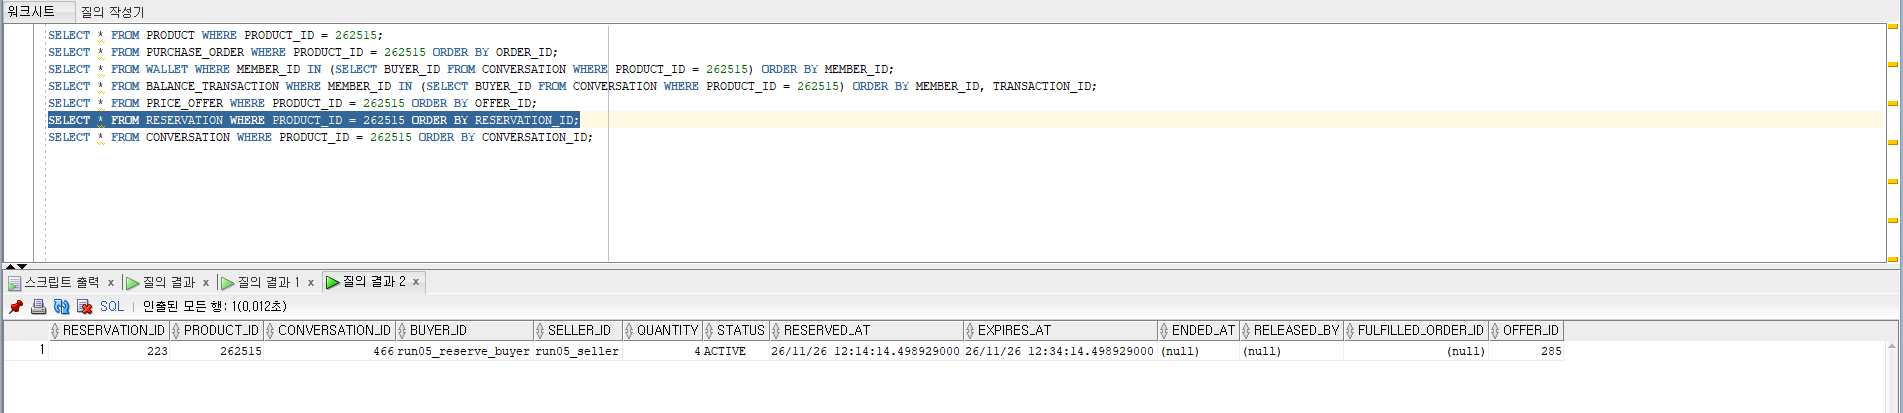 워크시트 질의 작성기
SELECT * FROM PRODUCT WHERE PRODUCT_ID = 262515;
SELECT * FROM PURCHASE_ORDER WHERE PRODUCT_ID = 262515 ORDER BY ORDER_ID;
SELECT * FROM WALLET WHERE MEMBER_ID IN (SELECT BUYER_ID FROM CONVERSATION WHERE PRODUCT_ID = 262515) ORDER BY MEMBER_ID;
SELECT * FROM BALANCE_TRANSACTION WHERE MEMBER_ID IN (SELECT BUYER_ID FROM CONVERSATION WHERE PRODUCT_ID = 262515) ORDER BY MEMBER_ID, TRANSACTION_ID;
SELECT * FROM PRICE_OFFER WHERE PRODUCT_ID = 262515 ORDER BY OFFER_ID;
SELECT * FROM RESERVATION WHERE PRODUCT_ID = 262515 ORDER BY RESERVATION_ID;
SELECT * FROM CONVERSATION WHERE PRODUCT_ID = 262515 ORDER BY CONVERSATION_ID;
스크립트 출력 x 질의 결과 x 질의 결과 1 x 질의 결과 2 x
SQL | 인출된 모든 행: 1(0,012초)
RESERVATION_ID PRODUCT_ID CONVERSATION_ID BUYER_ID SELLER_ID QUANTITY STATUS RESERVED_AT EXPIRES_AT ENDED_AT RELEASED_BY FULFILLED_ORDER_ID OFFER_ID
1 223 262515 466 run05_reserve_buyer run05_seller 4 ACTIVE 26/11/26 12:14:14.498929000 26/11/26 12:34:14.498929000 (null) (null) (null) 285